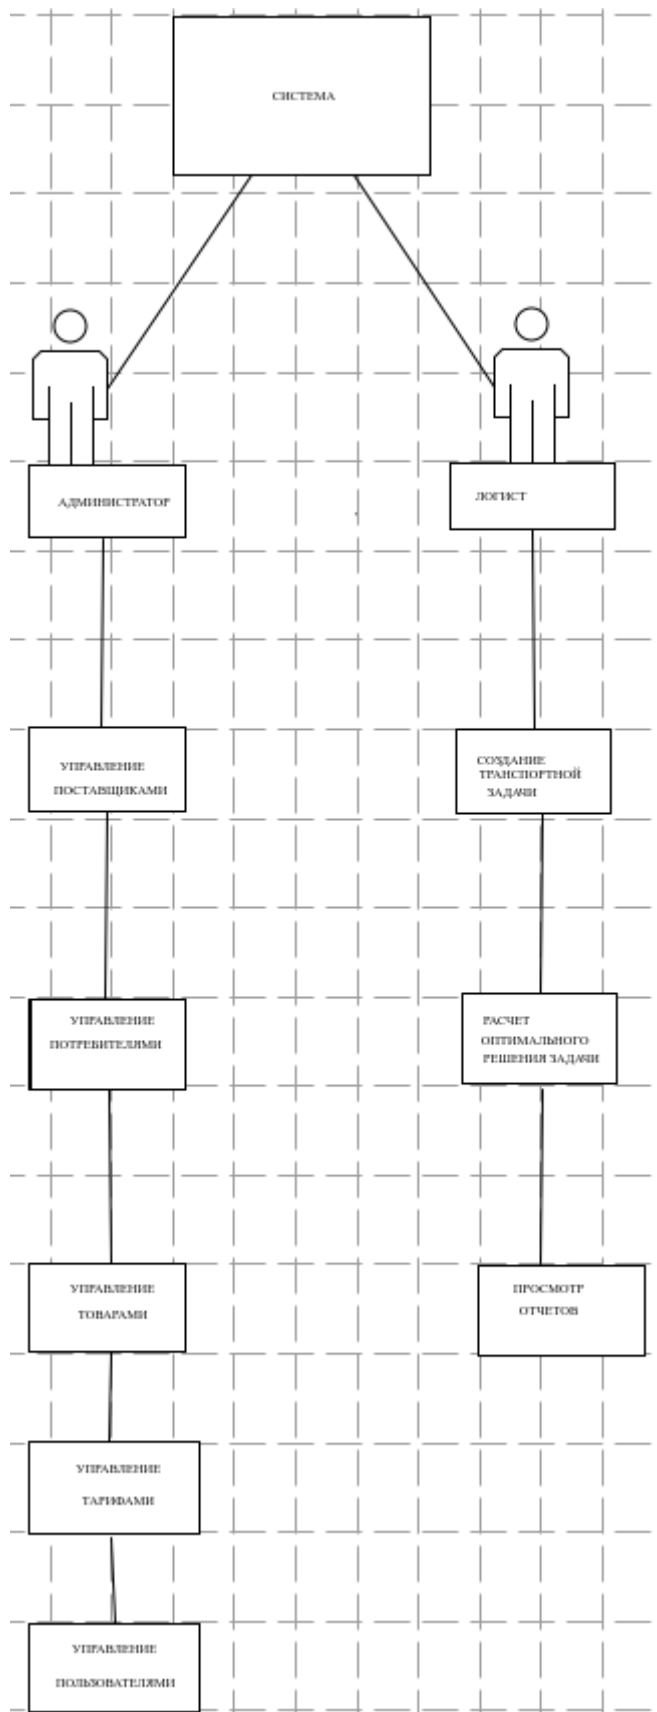 СИСТЕМА
АДМИНИСТРАТОР
ЛОГИСТ
УПРАВЛЕНИЕ
ПОСТАВЩИКАМИ
СОЗДАНИЕ
ТРАНСПОРТНОЙ
ЗАДАЧИ
УПРАВЛЕНИЕ
ПОТРЕБИТЕЛЯМИ
РАСЧЕТ
ОПТИМАЛЬНОГО
РЕШЕНИЯ ЗАДАЧИ
УПРАВЛЕНИЕ
ТОВАРАМИ
ПРОСМОТР
ОТЧЕТОВ
УПРАВЛЕНИЕ
ТАРИФАМИ
УПРАВЛЕНИЕ
ПОЛЬЗОВАТЕЛЯМИ